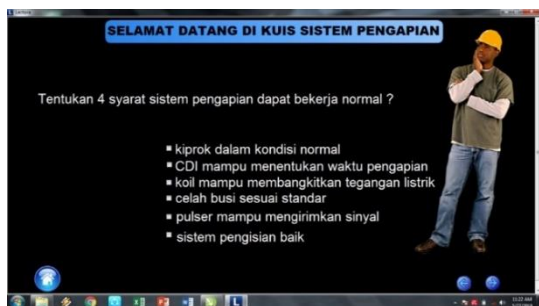 SELAMAT DATANG DI KUIS SISTEM PENGAPIAN
Tentukan 4 syarat sistem pengapian dapat bekerja normal ?
▪ kiprok dalam kondisi normal
▪ CDI mampu menentukan waktu pengapian
▪ koil mampu membangkitkan tegangan listrik
▪ celah busi sesuai standar
▪ pulser mampu mengirimkan sinyal
▪ sistem pengisian baik